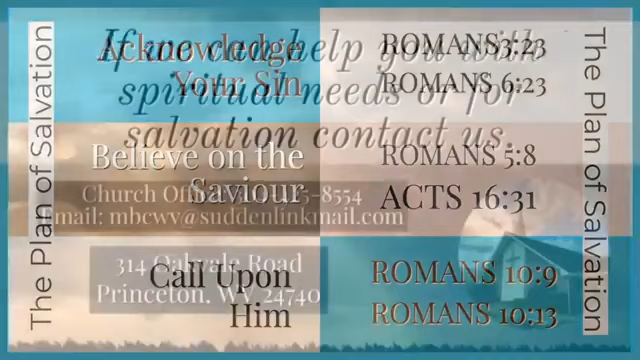 The Plan of Salvation
Acknowledge
Your Sin
ROMANS3:23
ROMANS 6:23
Believe on the
Saviour
ROMANS 5:8
ACTS 16:31
Call Upon
Him
ROMANS 10:9
ROMANS 10:13
The Plan of Salvation
If we can help you with
spiritual needs or for
salvation contact us.
Church Office 5-8554
Email: mbcwv@suddenlinkmail.com
314 Oakvale Road
Princeton, WV 24740